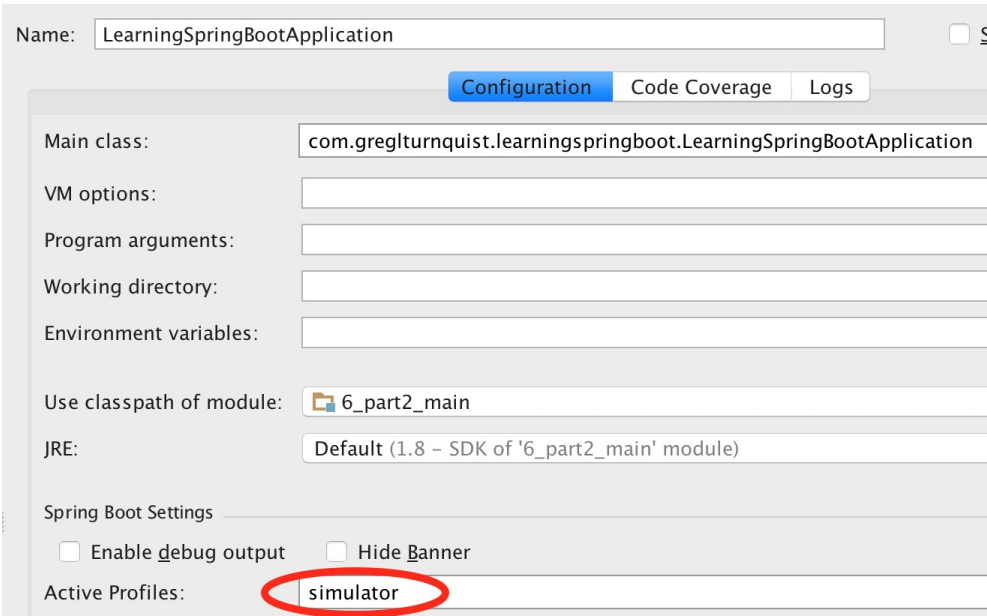 Name: LearningSpringBootApplication S
Configuration Code Coverage Logs
Main class: com.greglturnquist.learningspringboot.LearningSpringBootApplication
VM options:
Program arguments:
Working directory:
Environment variables:
Use classpath of module: 6_part2_main
JRE: Default (1.8 – SDK of '6_part2_main' module)
Spring Boot Settings
Enable debug output Hide Banner
Active Profiles: simulator